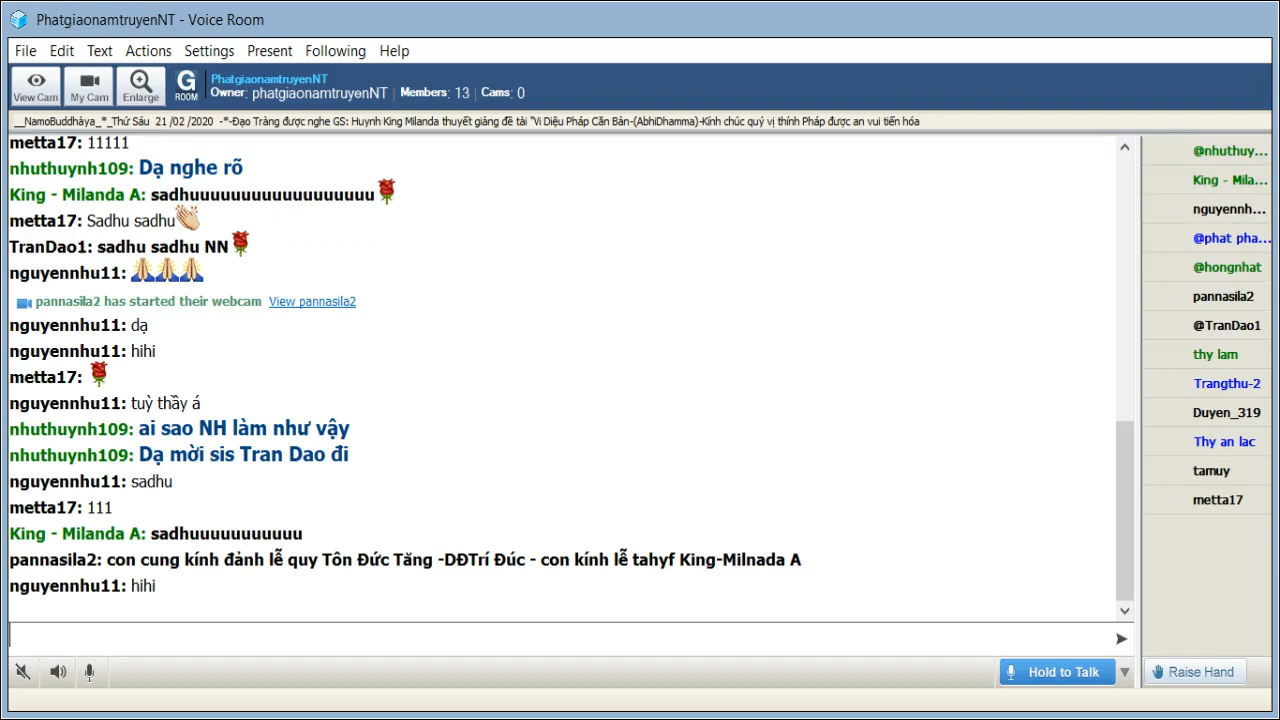 PhatgiaonamtruyenNT - Voice Room
File Edit Text Actions Settings Present Following Help
View Cam My Cam Enlarge G ROOM
PhatgiaonamtruyenNT
Owner: phatgiaonamtruyenNT | Members: 13 | Cams: 0
__NamoBuddhàya_*_Thứ Sáu 21 /02 /2020 -*-Đạo Tràng được nghe GS: Huynh King Milanda thuyết giảng đề tài "Vi Diệu Pháp Căn Bản-(AbhiDhamma)-Kính chúc quý vị thính Pháp được an vui tiến hóa
metta17: 11111
nhuthuynh109: Dạ nghe rõ
King - Milanda A: sadhuuuuuuuuuuuuuuuuuu
metta17: Sadhu sadhu
TranDao1: sadhu sadhu NN
nguyennhu11:
pannasila2 has started their webcam View pannasila2
nguyennhu11: dạ
nguyennhu11: hihi
metta17:
nguyennhu11: tuỳ thầy á
nhuthuynh109: ai sao NH làm như vậy
nhuthuynh109: Dạ mời sis Tran Dao đi
nguyennhu11: sadhu
metta17: 111
King - Milanda A: sadhuuuuuuuuuuu
pannasila2: con cung kính đảnh lễ quy Tôn Đức Tăng -DĐTrí Đúc - con kính lễ tahyf King-Milnada A
nguyennhu11: hihi
@nhuthuy...
King - Mila...
nguyennh...
@phat pha...
@hongnhat
pannasila2
@TranDao1
thy lam
Trangthu-2
Duyen_319
Thy an lac
tamuy
metta17
Hold to Talk
Raise Hand